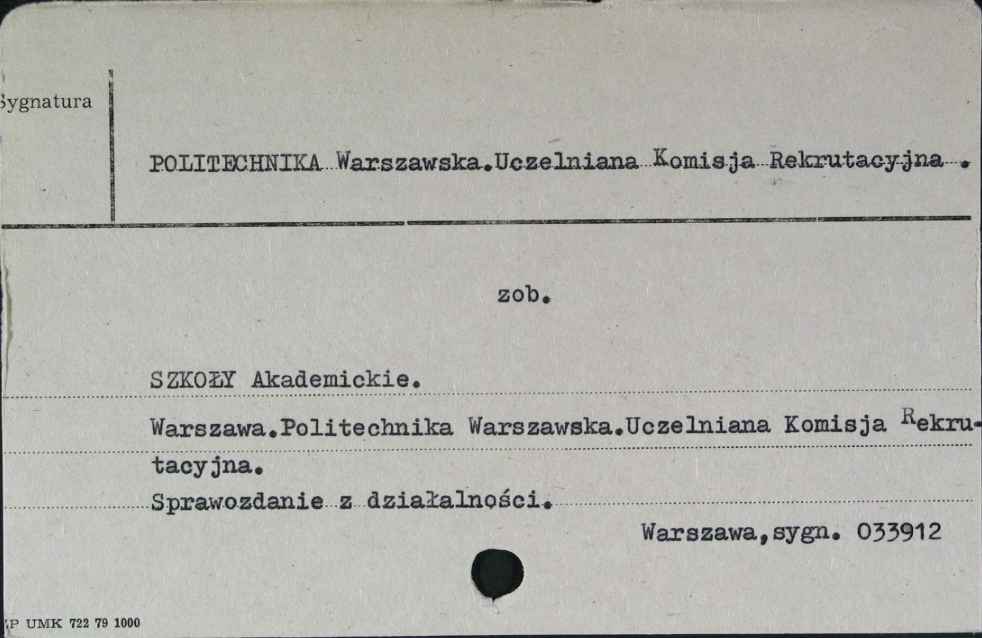 Sygnatura
POLITECHNIKA Warszawska.Uczelniana Komisja Rekrutacyjna .
zob.
SZKOŁY Akademickie.
Warszawa.Politechnika Warszawska.Uczelniana Komisja Rekru-
tacyjna.
Sprawozdanie z działalności.
Warszawa,sygn. 033912
UMK 722 79 1000